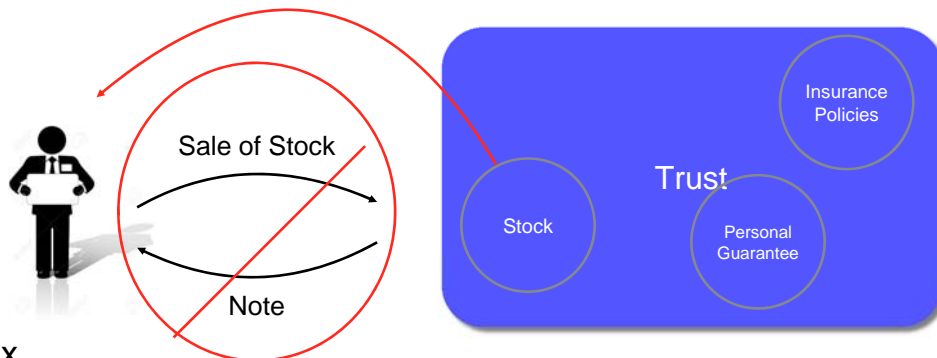 Insurance
Policies
Sale of Stock
Trust
Stock
Personal
Guarantee
Note
x